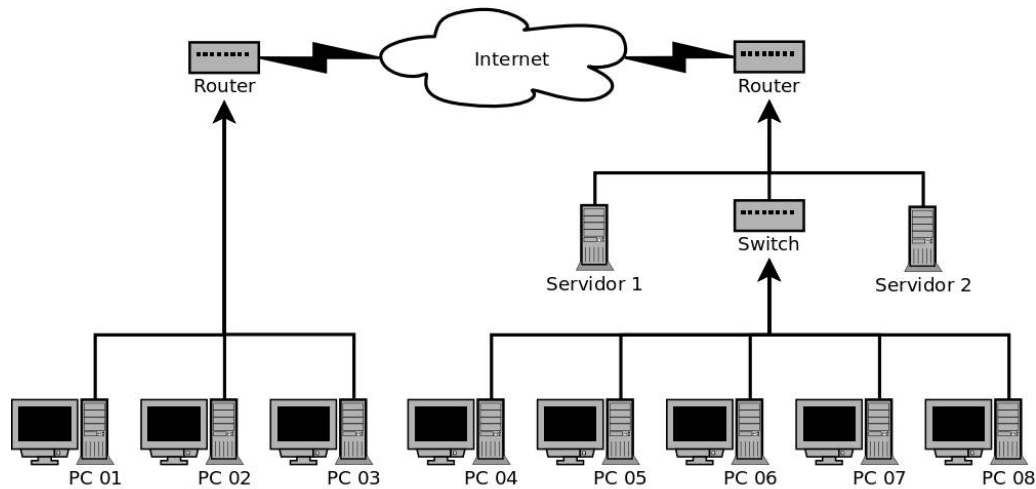 Internet
Router
Router
Switch
Servidor 1
Servidor 2
PC 01
PC 02
PC 03
PC 04
PC 05
PC 06
PC 07
PC 08